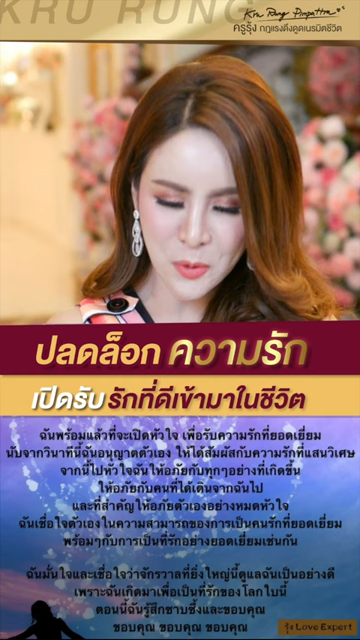 KRU RUNG
Kru Rung Pinpattra
ครูรุ้ง กฎแรงดึงดูดเนรมิตชีวิต
ปลดล็อก ความรัก
เปิดรับ รักที่ดีเข้ามาในชีวิต
ฉันพร้อมแล้วที่จะเปิดหัวใจ เพื่อรับความรักที่ยอดเยี่ยม
นับจากวินาทีนี้ฉันอนุญาตตัวเอง ให้ได้สัมผัสกับความรักที่แสนวิเศษ
จากนี้ไปหัวใจฉันให้อภัยกับทุกๆอย่างที่เกิดขึ้น
ให้อภัยกับคนที่ได้เดินจากฉันไป
และที่สำคัญให้อภัยตัวเองอย่างหมดหัวใจ
ฉันเชื่อใจตัวเองในความสามารถของการเป็นคนรักที่ยอดเยี่ยม
พร้อมๆกับการเป็นที่รักอย่างยอดเยี่ยมเช่นกัน
ฉันมั่นใจและเชื่อใจว่าจักรวาลที่ยิ่งใหญ่นี้ดูแลฉันเป็นอย่างดี
เพราะฉันเกิดมาเพื่อเป็นที่รักของโลกใบนี้
ตอนนี้ฉันรู้สึกซาบซึ้งและขอบคุณ
ขอบคุณ ขอบคุณ ขอบคุณ
รุ้ง Love Expert